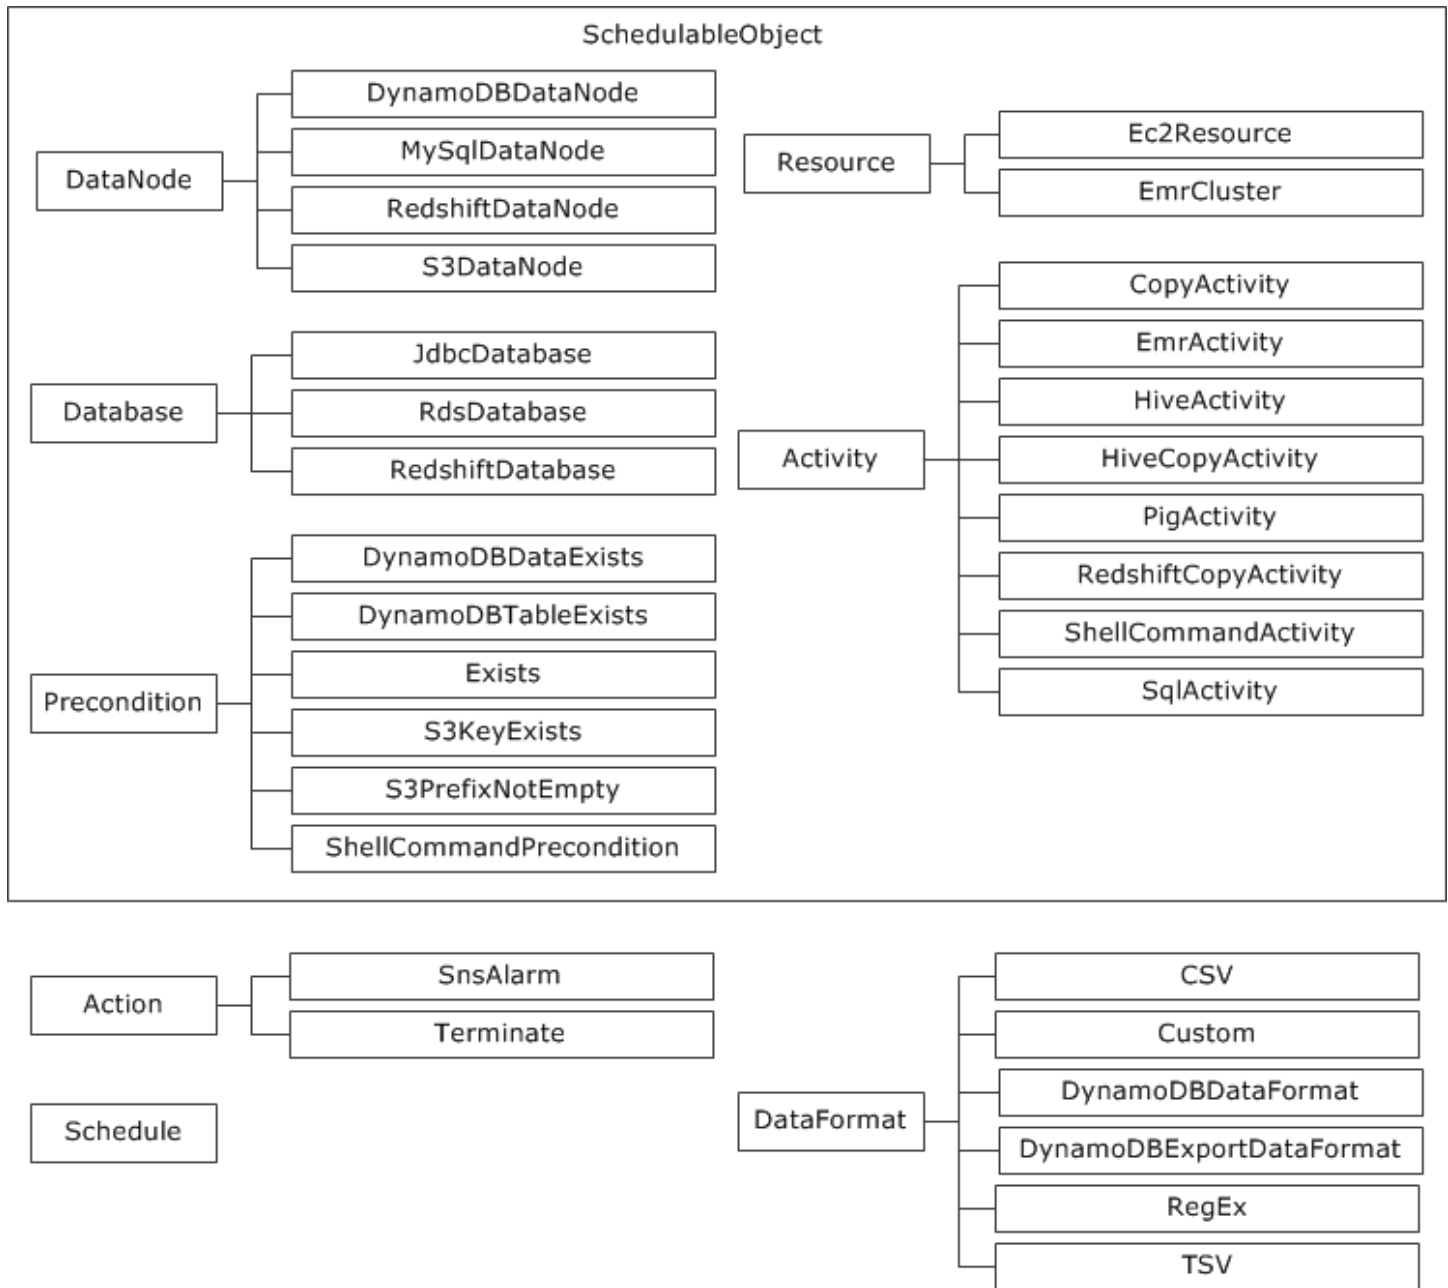 SchedulableObject
DataNode
DynamoDBDataNode
MySqlDataNode
RedshiftDataNode
S3DataNode
Database
JdbcDatabase
RdsDatabase
RedshiftDatabase
Precondition
DynamoDBDataExists
DynamoDBTableExists
Exists
S3KeyExists
S3PrefixNotEmpty
ShellCommandPrecondition
Resource
Ec2Resource
EmrCluster
Activity
CopyActivity
EmrActivity
HiveActivity
HiveCopyActivity
PigActivity
RedshiftCopyActivity
ShellCommandActivity
SqlActivity
Action
SnsAlarm
Terminate
Schedule
DataFormat
CSV
Custom
DynamoDBDataFormat
DynamoDBExportDataFormat
RegEx
TSV